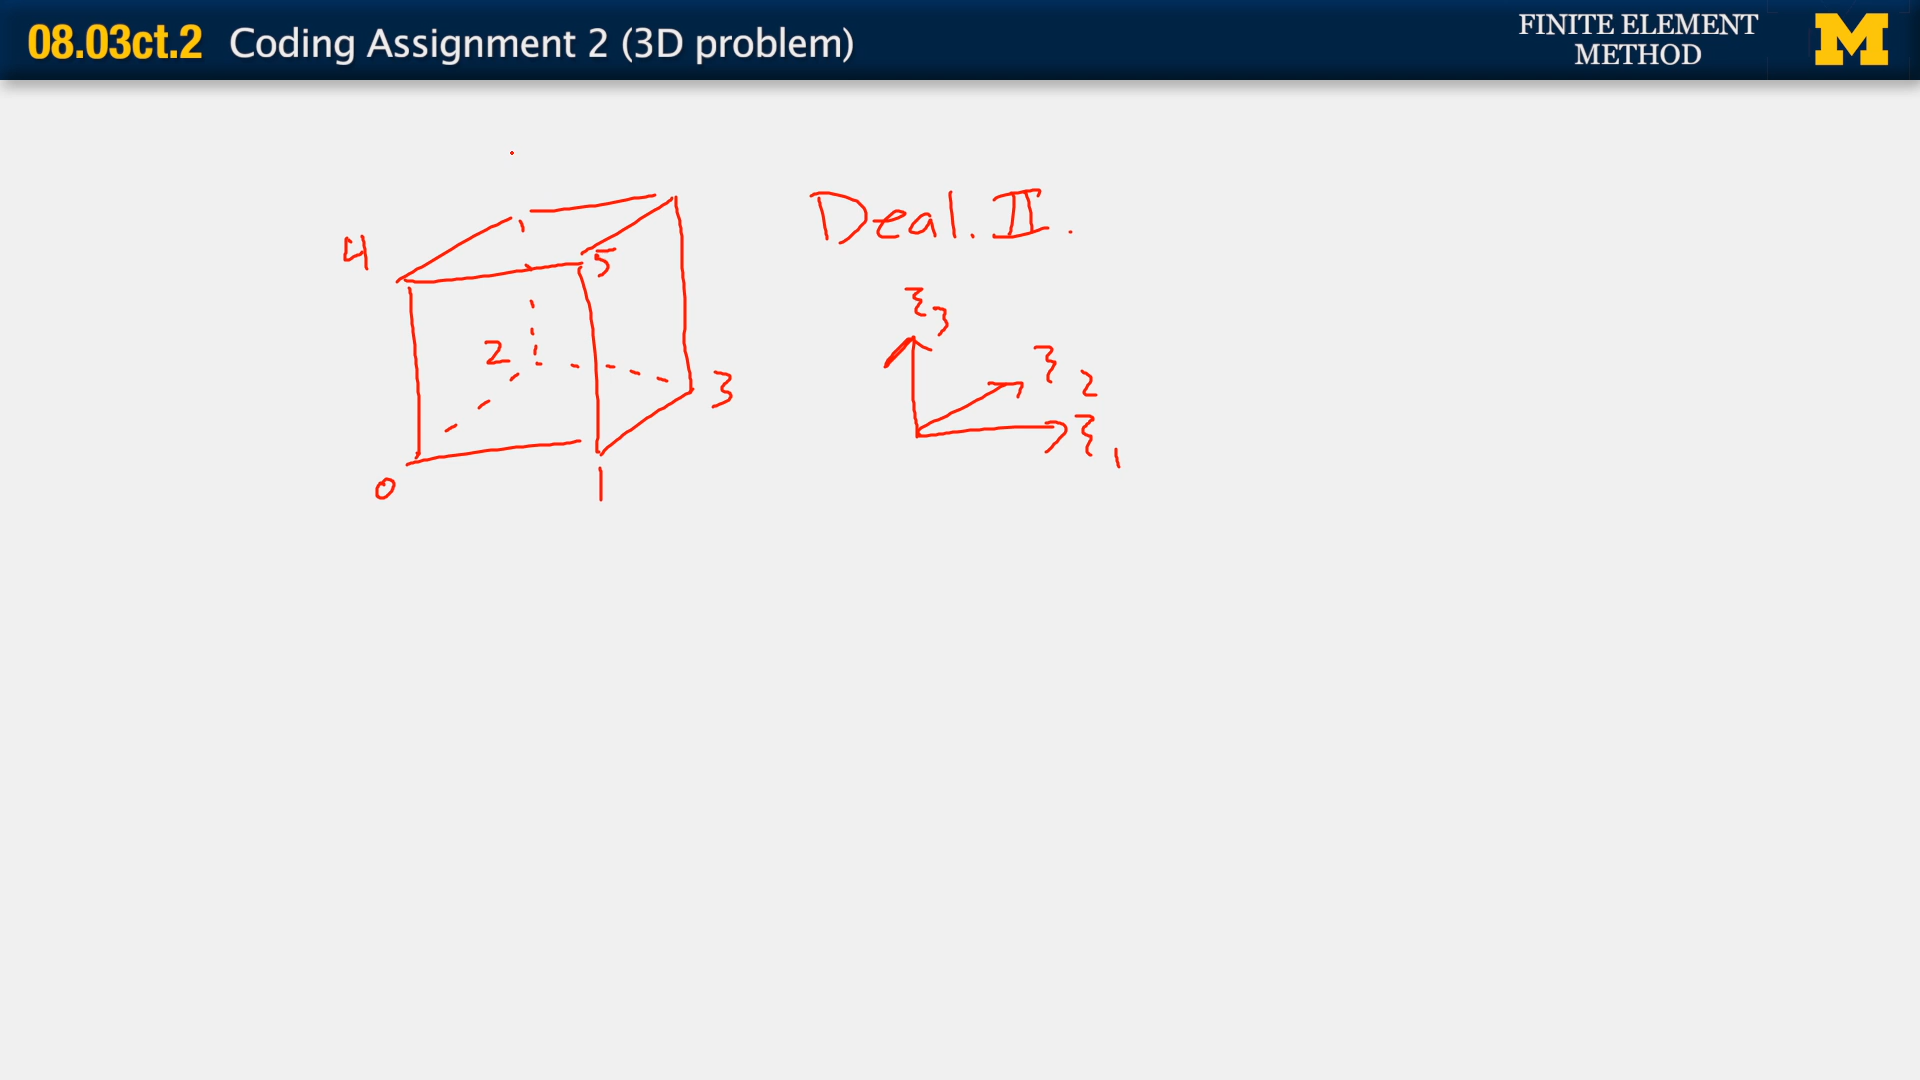 08.03ct.2 Coding Assignment 2 (3D problem)
FINITE ELEMENT
METHOD
M
Deal.II.
4
5
2
3
0
1
ξ3
ξ2
ξ1